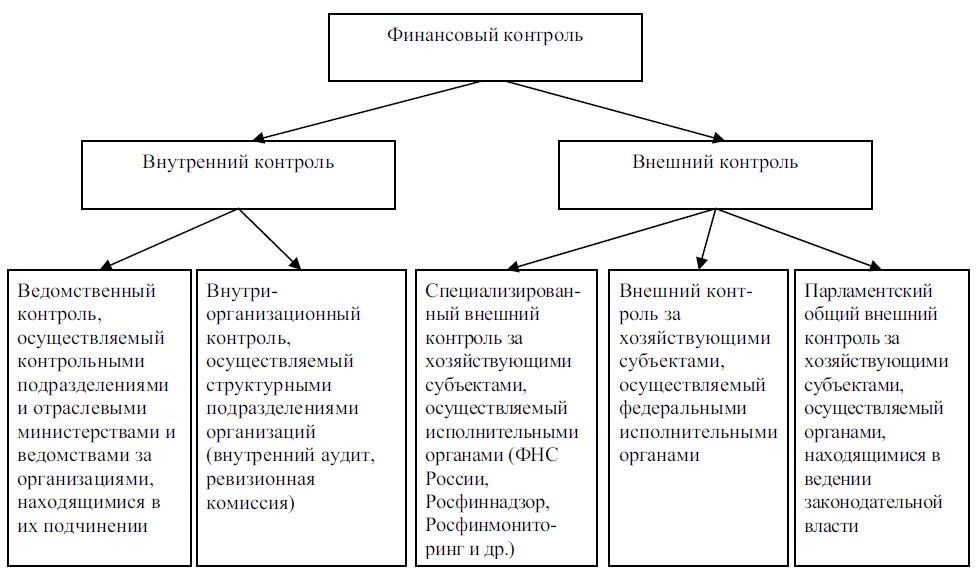 Финансовый контроль
Внутренний контроль
Внешний контроль
Ведомственный
контроль,
осуществляемый
контрольными
подразделениями
и отраслевыми
министерствами и
ведомствами за
организациями,
находящимися в
их подчинении
Внутри-
организационный
контроль,
осуществляемый
структурными
подразделениями
организаций
(внутренний аудит,
ревизионная
комиссия)
Специализирован-
ный внешний
контроль за
хозяйствующими
субъектами,
осуществляемый
исполнительными
органами (ФНС
России,
Росфиннадзор,
Росфинмонито-
ринг и др.)
Внешний конт-
роль за
хозяйствующими
субъектами,
осуществляемый
федеральными
исполнительными
органами
Парламентский
общий внешний
контроль за
хозяйствующими
субъектами,
осуществляемый
органами,
находящимися в
ведении
законодательной
власти